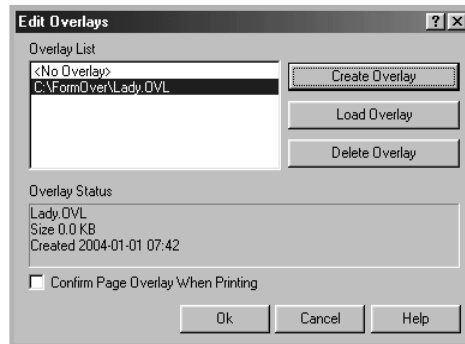 Edit Overlays
Overlay List
<No Overlay>
C:\FormOver\Lady.OVL
Create Overlay
Load Overlay
Delete Overlay
Overlay Status
Lady.OVL
Size 0.0 KB
Created 2004-01-01 07:42
Confirm Page Overlay When Printing
Ok Cancel Help